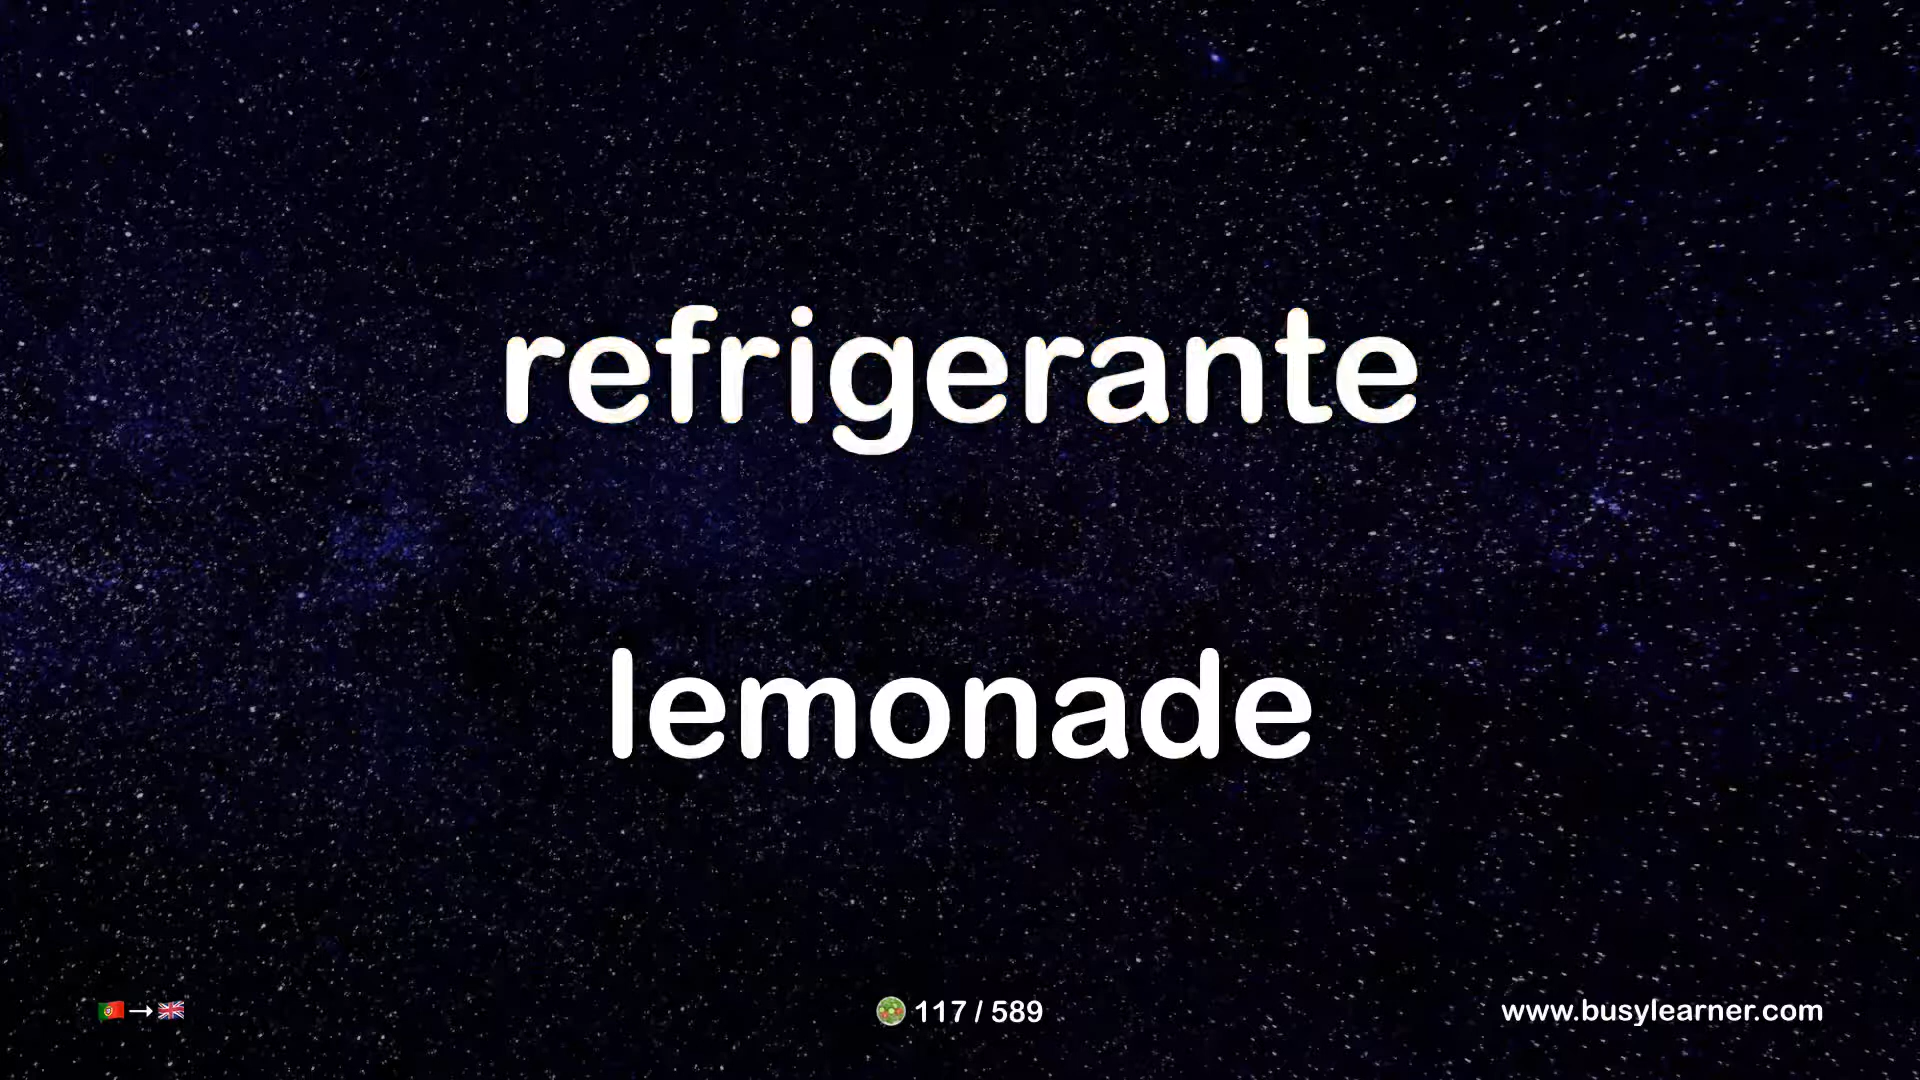 refrigerante
lemonade
🇵🇹→🇬🇧
117 / 589
www.busylearner.com